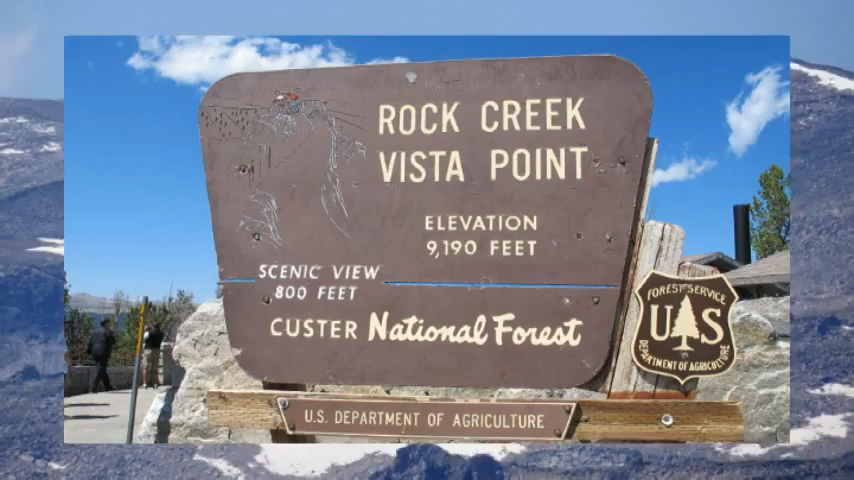 ROCK CREEK
VISTA POINT
ELEVATION
9,190 FEET
SCENIC VIEW
800 FEET
CUSTER National Forest
FOREST SERVICE
U S
DEPARTMENT OF AGRICULTURE
U.S. DEPARTMENT OF AGRICULTURE